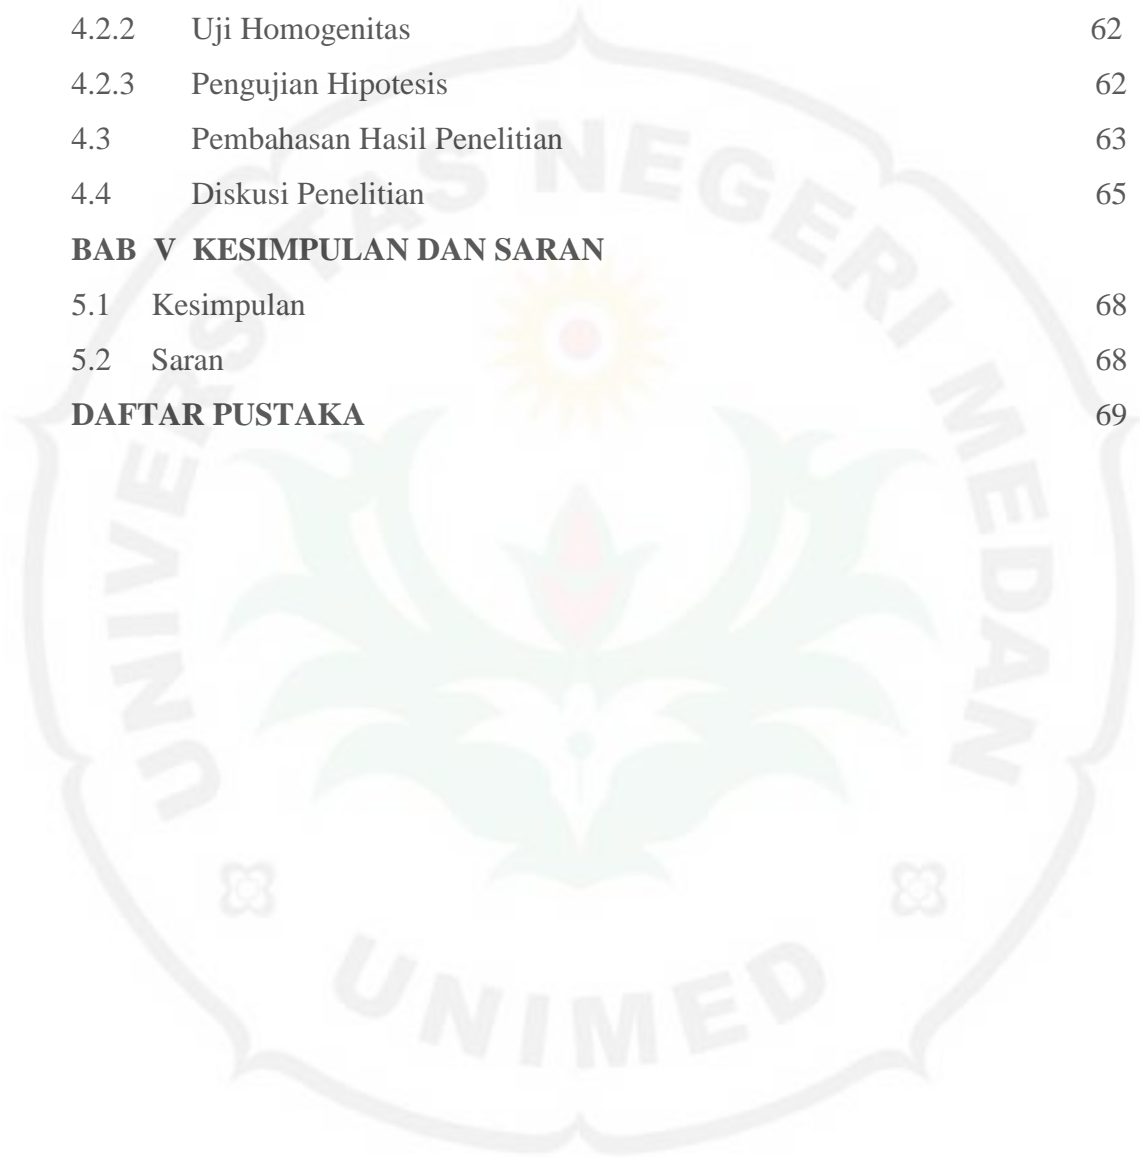 4.2.2 Uji Homogenitas 62
4.2.3 Pengujian Hipotesis 62
4.3 Pembahasan Hasil Penelitian 63
4.4 Diskusi Penelitian 65
BAB V KESIMPULAN DAN SARAN
5.1 Kesimpulan 68
5.2 Saran 68
DAFTAR PUSTAKA 69
UNIVERSITAS NEGERI MEDAN
UNIMED